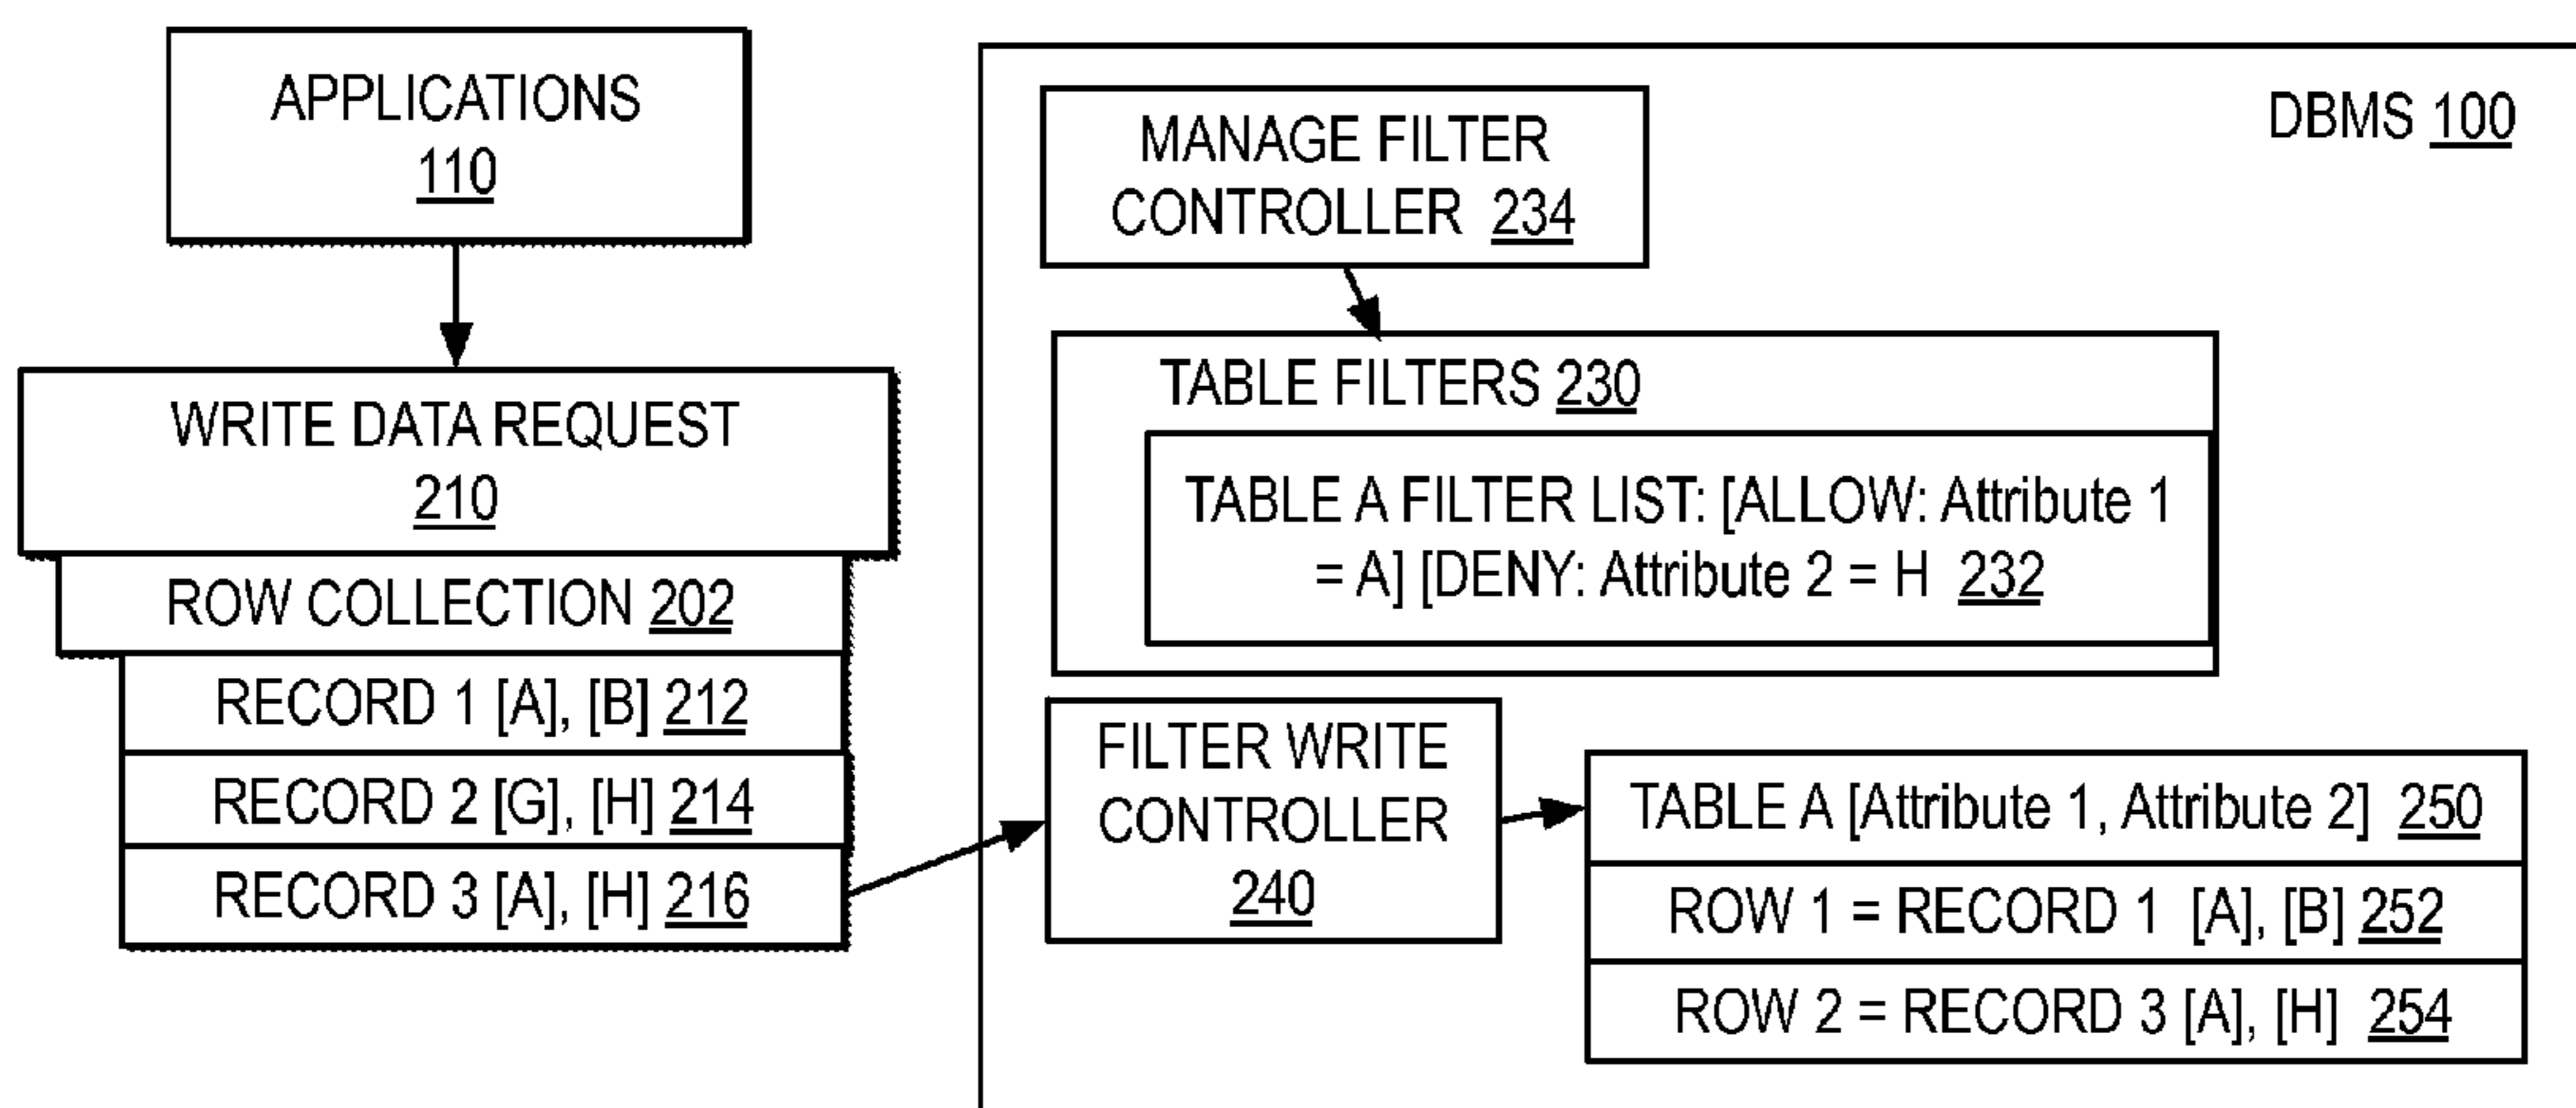 APPLICATIONS
110
WRITE DATA REQUEST
210
ROW COLLECTION 202
RECORD 1 [A], [B] 212
RECORD 2 [G], [H] 214
RECORD 3 [A], [H] 216
DBMS 100
MANAGE FILTER
CONTROLLER 234
TABLE FILTERS 230
TABLE A FILTER LIST: [ALLOW: Attribute 1
= A] [DENY: Attribute 2 = H 232
FILTER WRITE
CONTROLLER
240
TABLE A [Attribute 1, Attribute 2] 250
ROW 1 = RECORD 1 [A], [B] 252
ROW 2 = RECORD 3 [A], [H] 254